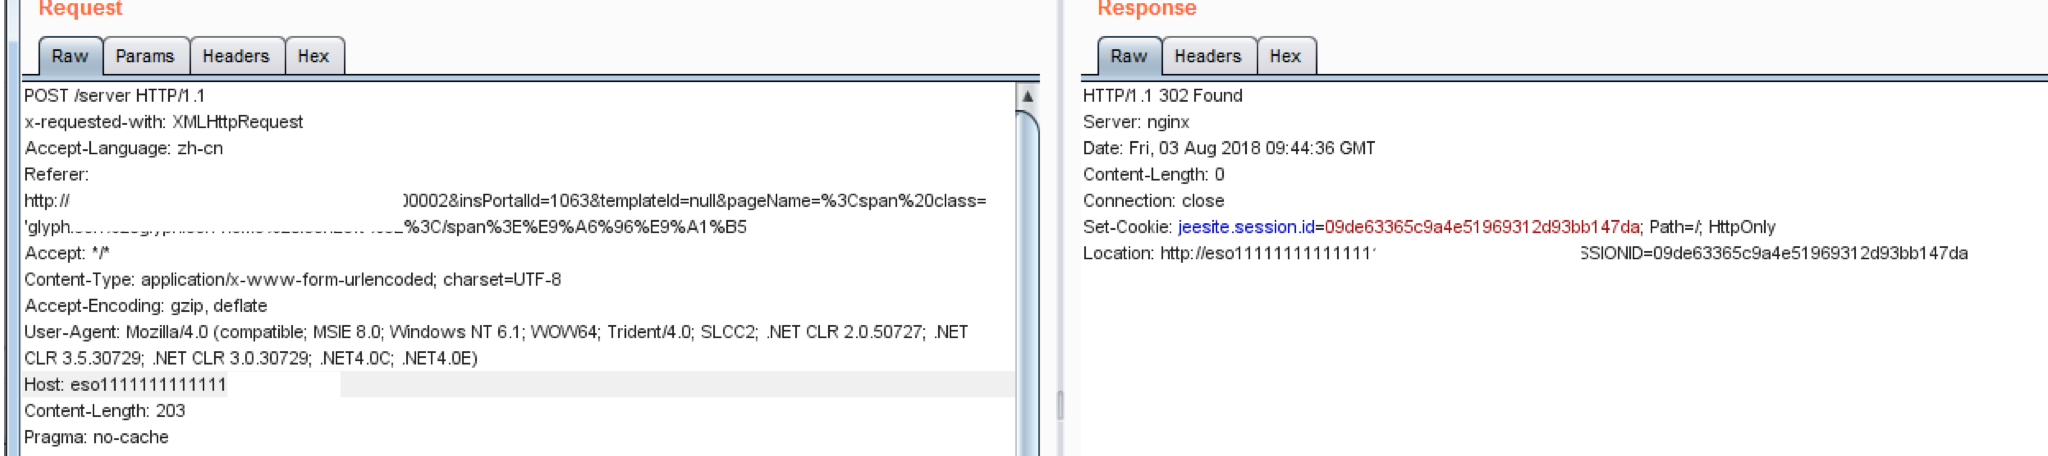 Request
Raw Params Headers Hex
POST /server HTTP/1.1
x-requested-with: XMLHttpRequest
Accept-Language: zh-cn
Referer:
http://00002&insPortalId=1063&templateId=null&pageName=%3Cspan%20class=
'glyph %3C/span%3E%E9%A6%96%E9%A1%B5
Accept: */*
Content-Type: application/x-www-form-urlencoded; charset=UTF-8
Accept-Encoding: gzip, deflate
User-Agent: Mozilla/4.0 (compatible; MSIE 8.0; Windows NT 6.1; WOW64; Trident/4.0; SLCC2; .NET CLR 2.0.50727; .NET
CLR 3.5.30729; .NET CLR 3.0.30729; .NET4.0C; .NET4.0E)
Host: eso1111111111111
Content-Length: 203
Pragma: no-cache
Response
Raw Headers Hex
HTTP/1.1 302 Found
Server: nginx
Date: Fri, 03 Aug 2018 09:44:36 GMT
Content-Length: 0
Connection: close
Set-Cookie: jeesite.session.id=09de63365c9a4e51969312d93bb147da; Path=/; HttpOnly
Location: http://eso11111111111111 SSIONID=09de63365c9a4e51969312d93bb147da